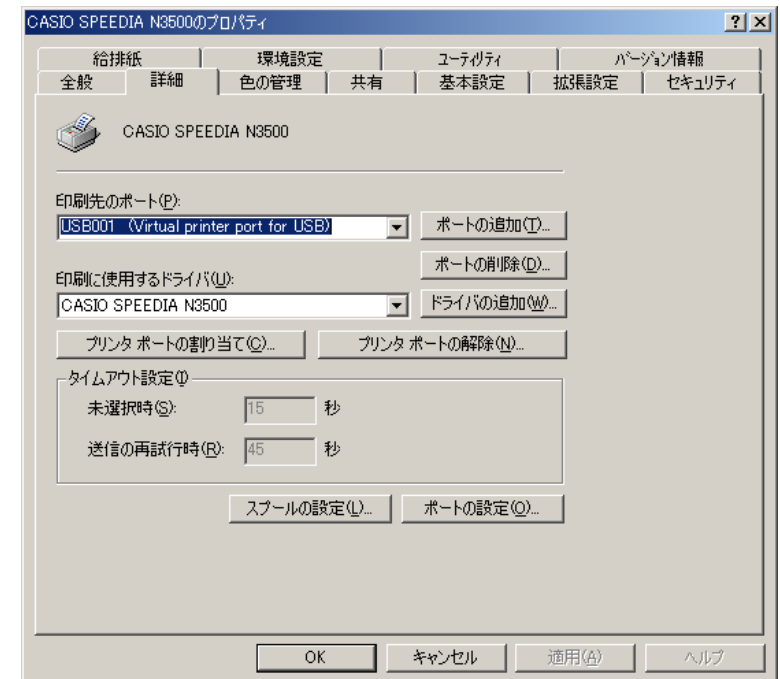 CASIO SPEEDIA N3500のプロパティ
給排紙 環境設定 ユーティリティ バージョン情報
全般 詳細 色の管理 共有 基本設定 拡張設定 セキュリティ
CASIO SPEEDIA N3500
印刷先のポート(P):
USB001 (Virtual printer port for USB) ポートの追加(T)...
ポートの削除(D)...
印刷に使用するドライバ(U):
CASIO SPEEDIA N3500 ドライバの追加(W)...
プリンタ ポートの割り当て(C)... プリンタ ポートの解除(N)...
タイムアウト設定(I)
未選択時(S): 15 秒
送信の再試行時(R): 45 秒
スプールの設定(L)... ポートの設定(O)...
OK キャンセル 適用(A) ヘルプ